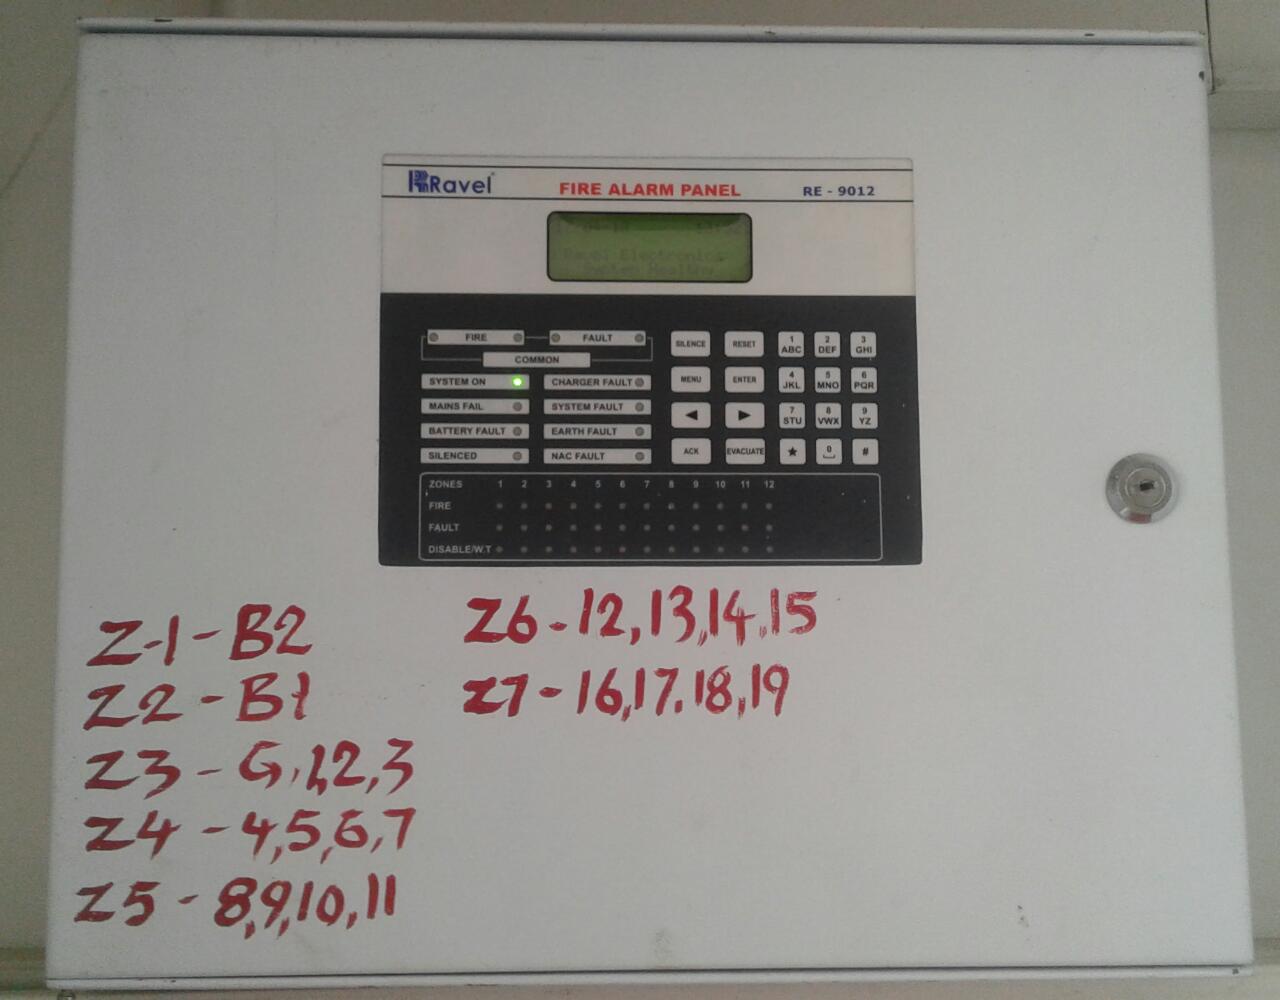 Ravel
FIRE ALARM PANEL
RE - 9012
Ravel Electronics
System Healthy
FIRE
FAULT
COMMON
SYSTEM ON
CHARGER FAULT
MAINS FAIL
SYSTEM FAULT
BATTERY FAULT
EARTH FAULT
SILENCED
NAC FAULT
SILENCE
RESET
1 ABC
2 DEF
3 GHI
MENU
ENTER
4 JKL
5 MNO
6 PQR
7 STU
8 VWX
9 YZ
ACK
EVACUATE
0
#
ZONES 1 2 3 4 5 6 7 8 9 10 11 12
FIRE
FAULT
DISABLE/W.T
Z-1 - B2
Z2 - B1
Z3 - G,1,2,3
Z4 - 4,5,6,7
Z5 - 8,9,10,11
Z6 - 12,13,14,15
Z7 - 16,17.18,19